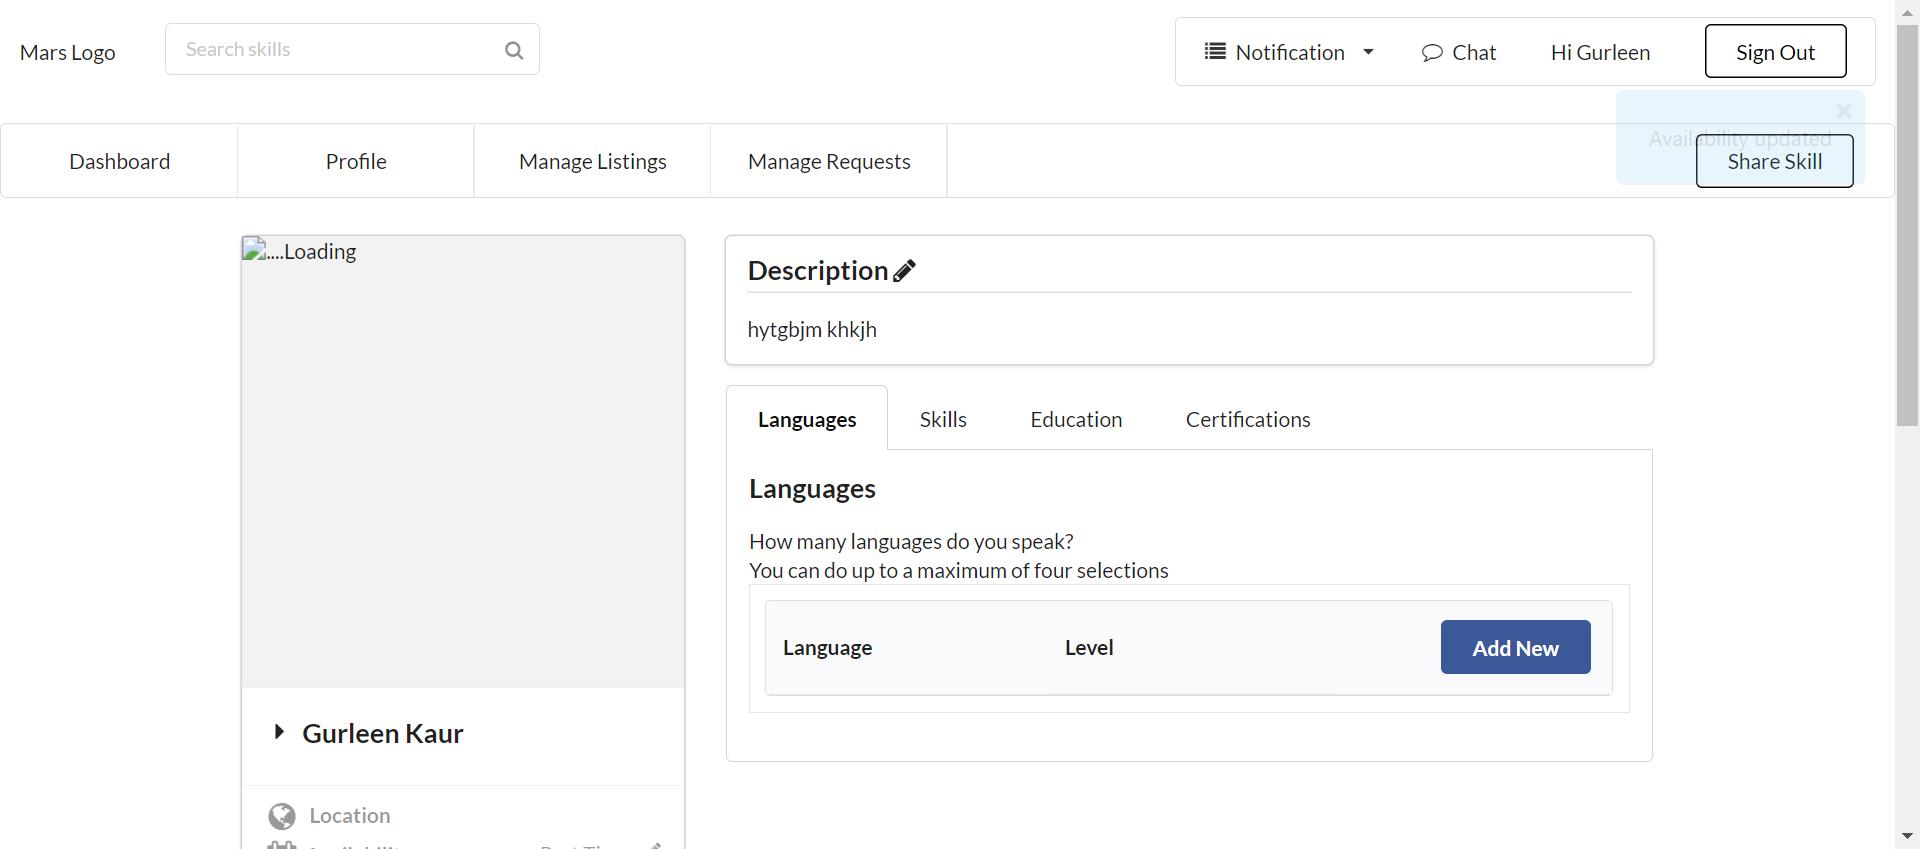 Mars Logo
Search skills
Notification
Chat
Hi Gurleen
Sign Out
Availability updated
Dashboard
Profile
Manage Listings
Manage Requests
Share Skill
....Loading
Description
hytgbjm khkjh
Languages
Skills
Education
Certifications
Languages
How many languages do you speak?
You can do up to a maximum of four selections
Language
Level
Add New
Gurleen Kaur
Location